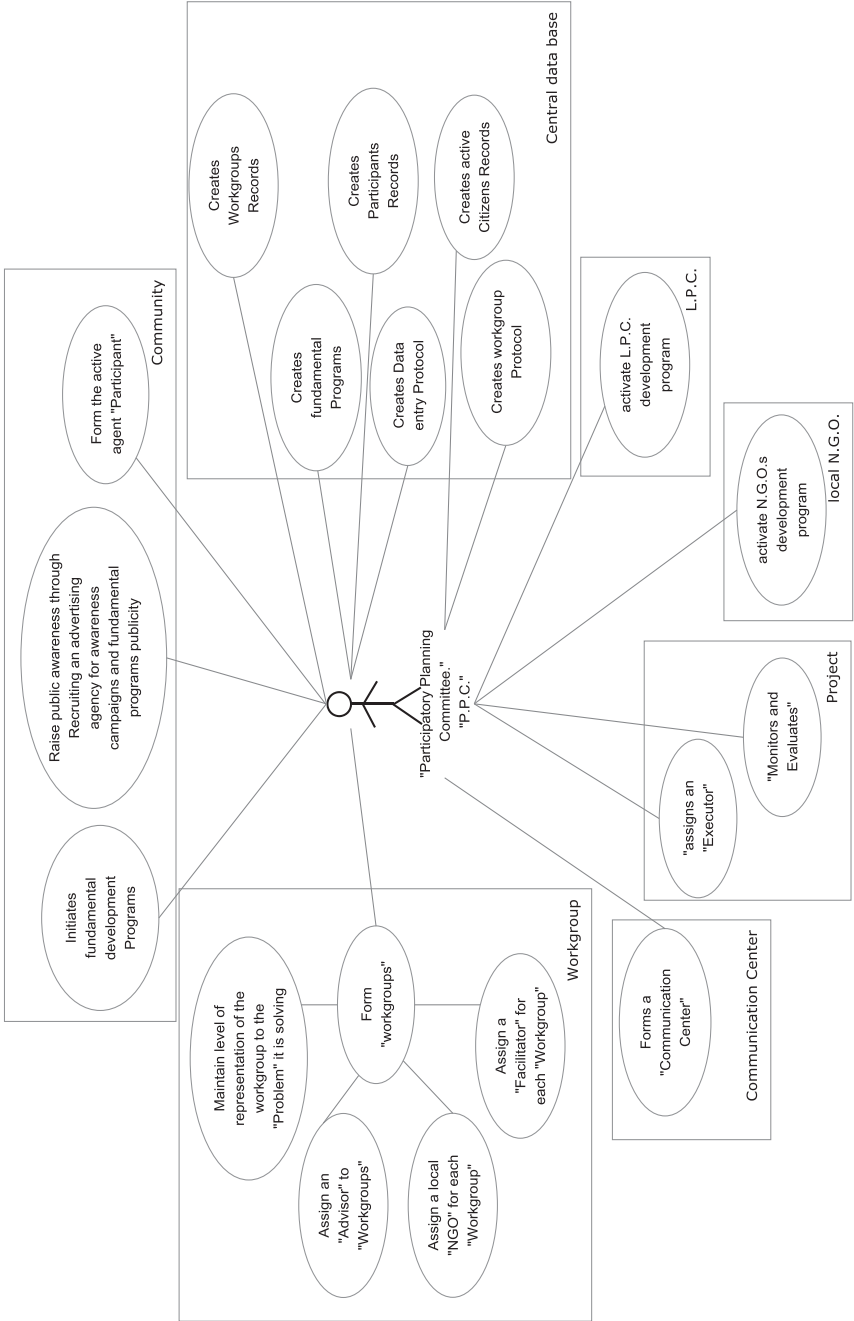 Initiates
fundamental
development
Programs
Raise public awareness through
Recruiting an advertising
agency for awareness
campaigns and fundamental
programs publicity
Form the active
agent "Participant"
Community
Maintain level of
representation of the
workgroup to the
"Problem" it is solving
Form
"workgroups"
Assign an
"Advisor" to
"Workgroups"
Assign a local
"NGO" for each
"Workgroup"
Assign a
"Facilitator" for
each "Workgroup"
Workgroup
"Participatory Planning
Committee."
"P.P.C."
Creates
Workgroups
Records
Creates
fundamental
Programs
Creates
Participants
Records
Creates Data
entry Protocol
Creates active
Citizens Records
Creates workgroup
Protocol
Central data base
Forms a
"Communication
Center"
Communication Center
"assigns an
"Executor"
"Monitors and
Evaluates"
Project
activate N.G.O.s
development
program
local N.G.O.
activate L.P.C.
development
program
L.P.C.